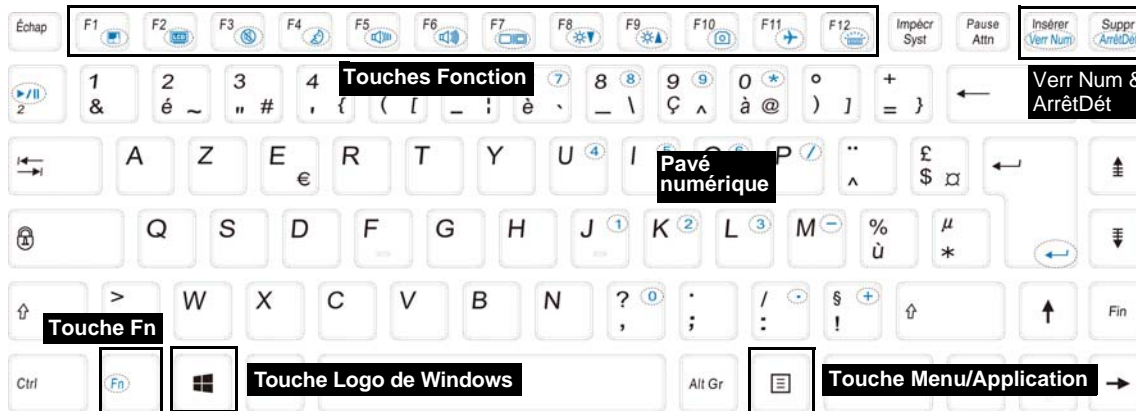 Échap F1 F2 LCD F3 F4 F5 F6 F7 F8 F9 F10 F11 F12 Impécr Syst Pause Attn Insérer Verr Num Suppr ArrêtDét
Touches Fonction
2 1 & 2 é ~ 3 " # 4 ' { ( [ _ ¦ 7 è ` 8 8 _ \ 9 9 Ç ^ 0 * à @ ° ) ] + = }
Verr Num &
ArrêtDét
A Z E € R T Y U 4 I P / ¨ ^ £ $ ¤
Pavé
numérique
Q S D F G H J 1 K 2 L 3 M - % ù µ *
> W X C V B N ? 0 , . ; / . : § + ! Fin
Touche Fn
Ctrl Fn Touche Logo de Windows Alt Gr Touche Menu/Application